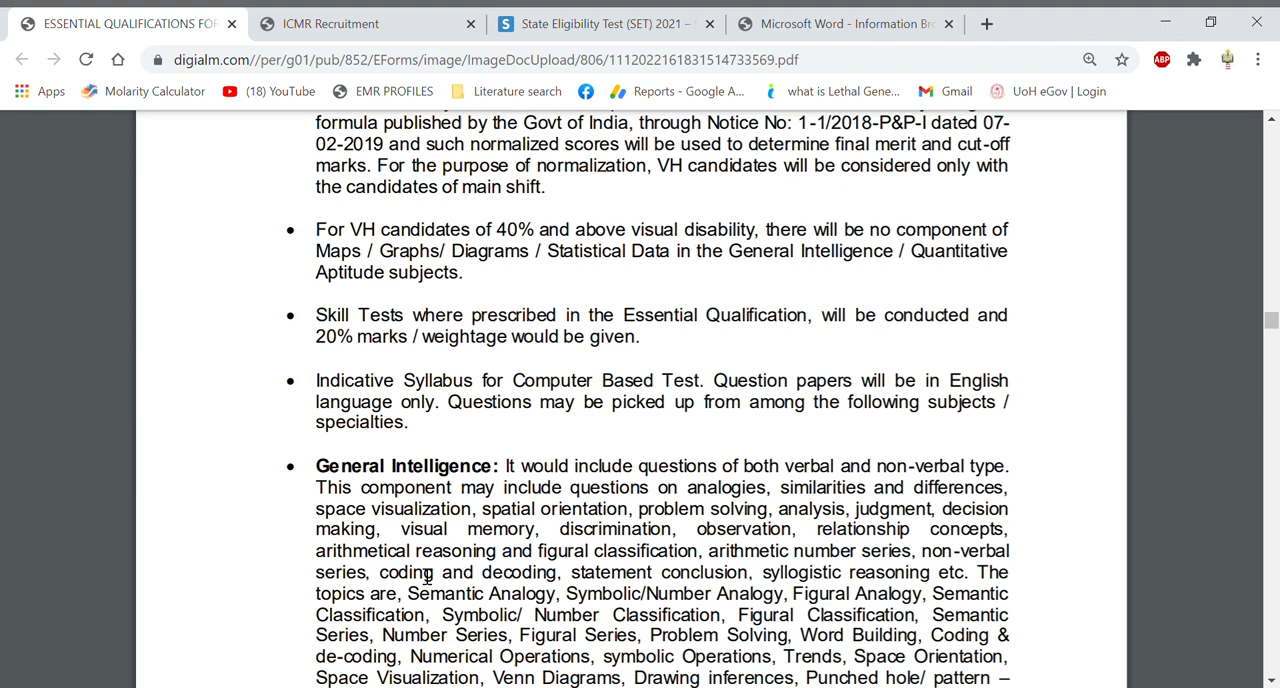 ESSENTIAL QUALIFICATIONS FOR
ICMR Recruitment
State Eligibility Test (SET) 2021 –
Microsoft Word - Information Bro
digialm.com//per/g01/pub/852/EForms/image/ImageDocUpload/806/1112022161831514733569.pdf
ABP
Apps
Molarity Calculator
(18) YouTube
EMR PROFILES
Literature search
Reports - Google A...
what is Lethal Gene...
Gmail
UoH eGov | Login
formula published by the Govt of India, through Notice No: 1-1/2018-P&P-I dated 07-
02-2019 and such normalized scores will be used to determine final merit and cut-off
marks. For the purpose of normalization, VH candidates will be considered only with
the candidates of main shift.
• For VH candidates of 40% and above visual disability, there will be no component of
Maps / Graphs/ Diagrams / Statistical Data in the General Intelligence / Quantitative
Aptitude subjects.
• Skill Tests where prescribed in the Essential Qualification, will be conducted and
20% marks / weightage would be given.
• Indicative Syllabus for Computer Based Test. Question papers will be in English
language only. Questions may be picked up from among the following subjects /
specialties.
• General Intelligence: It would include questions of both verbal and non-verbal type.
This component may include questions on analogies, similarities and differences,
space visualization, spatial orientation, problem solving, analysis, judgment, decision
making, visual memory, discrimination, observation, relationship concepts,
arithmetical reasoning and figural classification, arithmetic number series, non-verbal
series, coding and decoding, statement conclusion, syllogistic reasoning etc. The
topics are, Semantic Analogy, Symbolic/Number Analogy, Figural Analogy, Semantic
Classification, Symbolic/ Number Classification, Figural Classification, Semantic
Series, Number Series, Figural Series, Problem Solving, Word Building, Coding &
de-coding, Numerical Operations, symbolic Operations, Trends, Space Orientation,
Space Visualization, Venn Diagrams, Drawing inferences, Punched hole/ pattern –